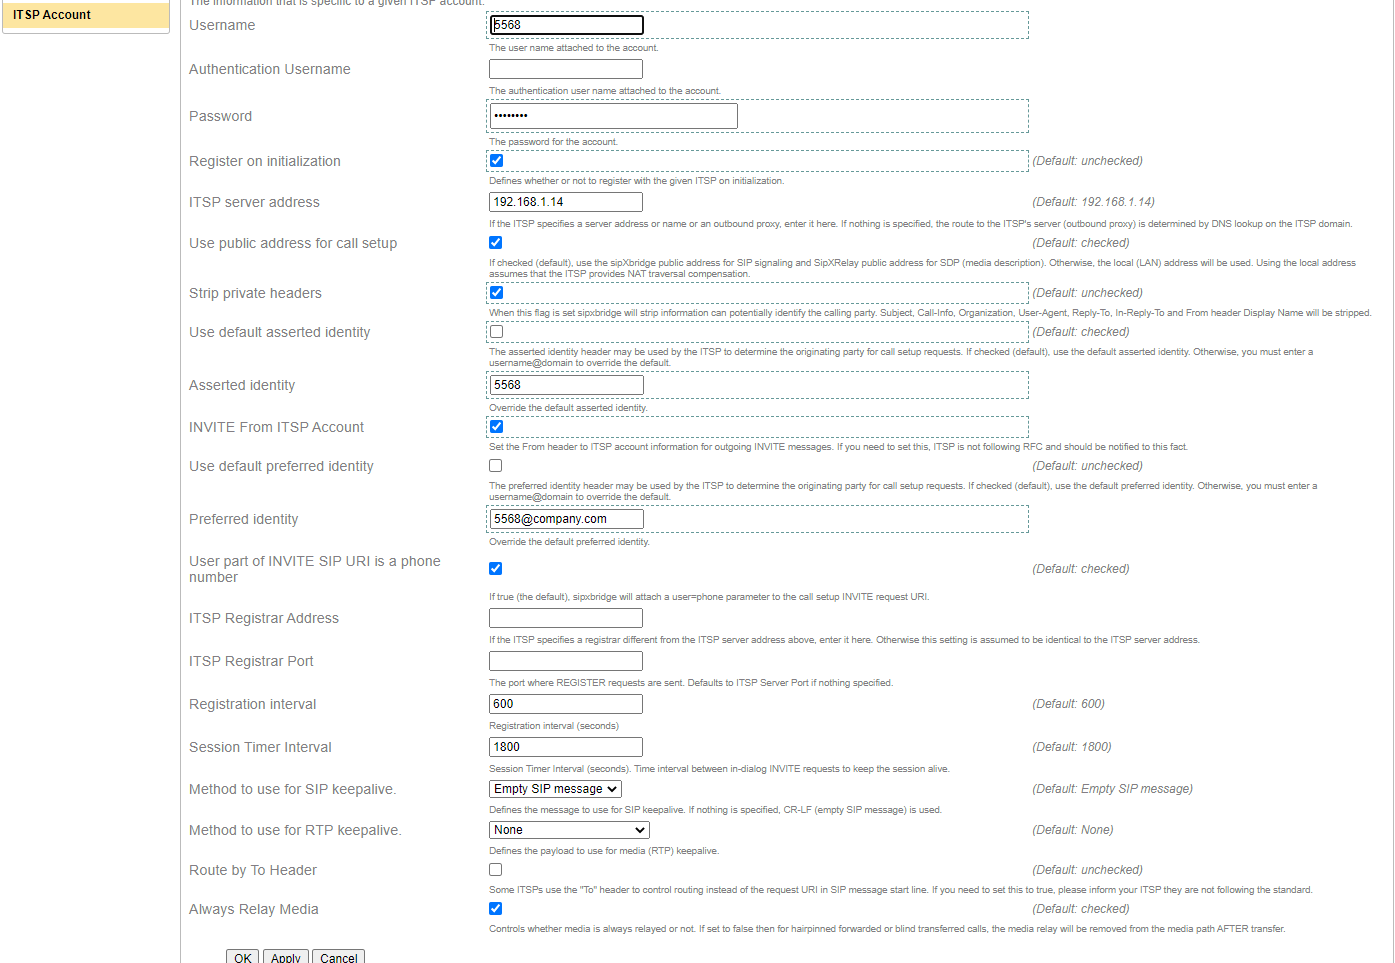 ITSP Account
The information that is specific to a given ITSP account.
Username
5568
The user name attached to the account.
Authentication Username
The authentication user name attached to the account.
Password
••••••••
The password for the account.
Register on initialization
(Default: unchecked)
Defines whether or not to register with the given ITSP on initialization.
ITSP server address
192.168.1.14
(Default: 192.168.1.14)
If the ITSP specifies a server address or name or an outbound proxy, enter it here. If nothing is specified, the route to the ITSP's server (outbound proxy) is determined by DNS lookup on the ITSP domain.
Use public address for call setup
(Default: checked)
If checked (default), use the sipXbridge public address for SIP signaling and SipXRelay public address for SDP (media description). Otherwise, the local (LAN) address will be used. Using the local address
assumes that the ITSP provides NAT traversal compensation.
Strip private headers
(Default: unchecked)
When this flag is set sipxbridge will strip information can potentially identify the calling party. Subject, Call-Info, Organization, User-Agent, Reply-To, In-Reply-To and From header Display Name will be stripped.
Use default asserted identity
(Default: checked)
The asserted identity header may be used by the ITSP to determine the originating party for call setup requests. If checked (default), use the default asserted identity. Otherwise, you must enter a
username@domain to override the default.
Asserted identity
5568
Override the default asserted identity.
INVITE From ITSP Account
Set the From header to ITSP account information for outgoing INVITE messages. If you need to set this, ITSP is not following RFC and should be notified to this fact.
Use default preferred identity
(Default: unchecked)
The preferred identity header may be used by the ITSP to determine the originating party for call setup requests. If checked (default), use the default preferred identity. Otherwise, you must enter a
username@domain to override the default.
Preferred identity
5568@company.com
Override the default preferred identity.
User part of INVITE SIP URI is a phone
number
(Default: checked)
If true (the default), sipxbridge will attach a user=phone parameter to the call setup INVITE request URI.
ITSP Registrar Address
If the ITSP specifies a registrar different from the ITSP server address above, enter it here. Otherwise this setting is assumed to be identical to the ITSP server address.
ITSP Registrar Port
The port where REGISTER requests are sent. Defaults to ITSP Server Port if nothing specified.
Registration interval
600
(Default: 600)
Registration interval (seconds)
Session Timer Interval
1800
(Default: 1800)
Session Timer Interval (seconds). Time interval between in-dialog INVITE requests to keep the session alive.
Method to use for SIP keepalive.
Empty SIP message
(Default: Empty SIP message)
Defines the message to use for SIP keepalive. If nothing is specified, CR-LF (empty SIP message) is used.
Method to use for RTP keepalive.
None
(Default: None)
Defines the payload to use for media (RTP) keepalive.
Route by To Header
(Default: unchecked)
Some ITSPs use the "To" header to control routing instead of the request URI in SIP message start line. If you need to set this to true, please inform your ITSP they are not following the standard.
Always Relay Media
(Default: checked)
Controls whether media is always relayed or not. If set to false then for hairpinned forwarded or blind transferred calls, the media relay will be removed from the media path AFTER transfer.
OK Apply Cancel